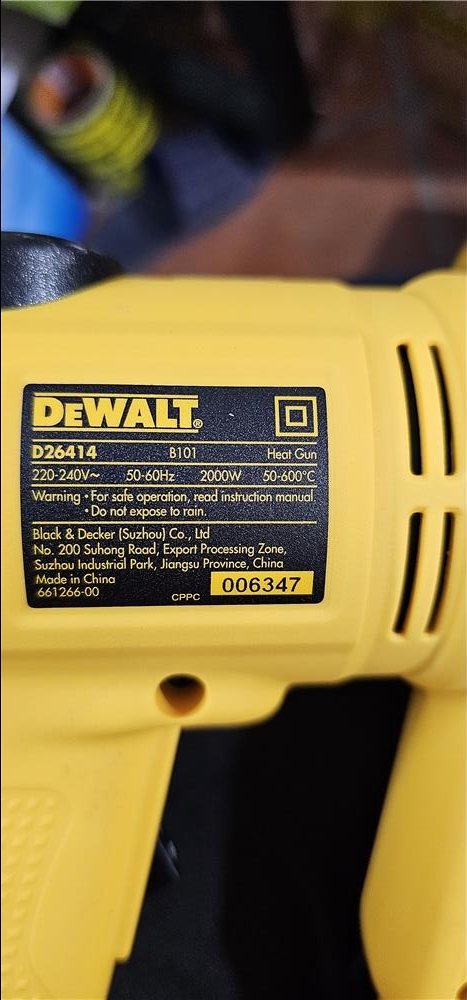 DEWALT®
D26414 B101 Heat Gun
220-240V~ 50-60Hz 2000W 50-600°C
Warning • For safe operation, read instruction manual
• Do not expose to rain.
Black & Decker (Suzhou) Co., Ltd
No. 200 Suhong Road, Export Processing Zone,
Suzhou Industrial Park, Jiangsu Province, China
Made in China
661266-00 CPPC 006347